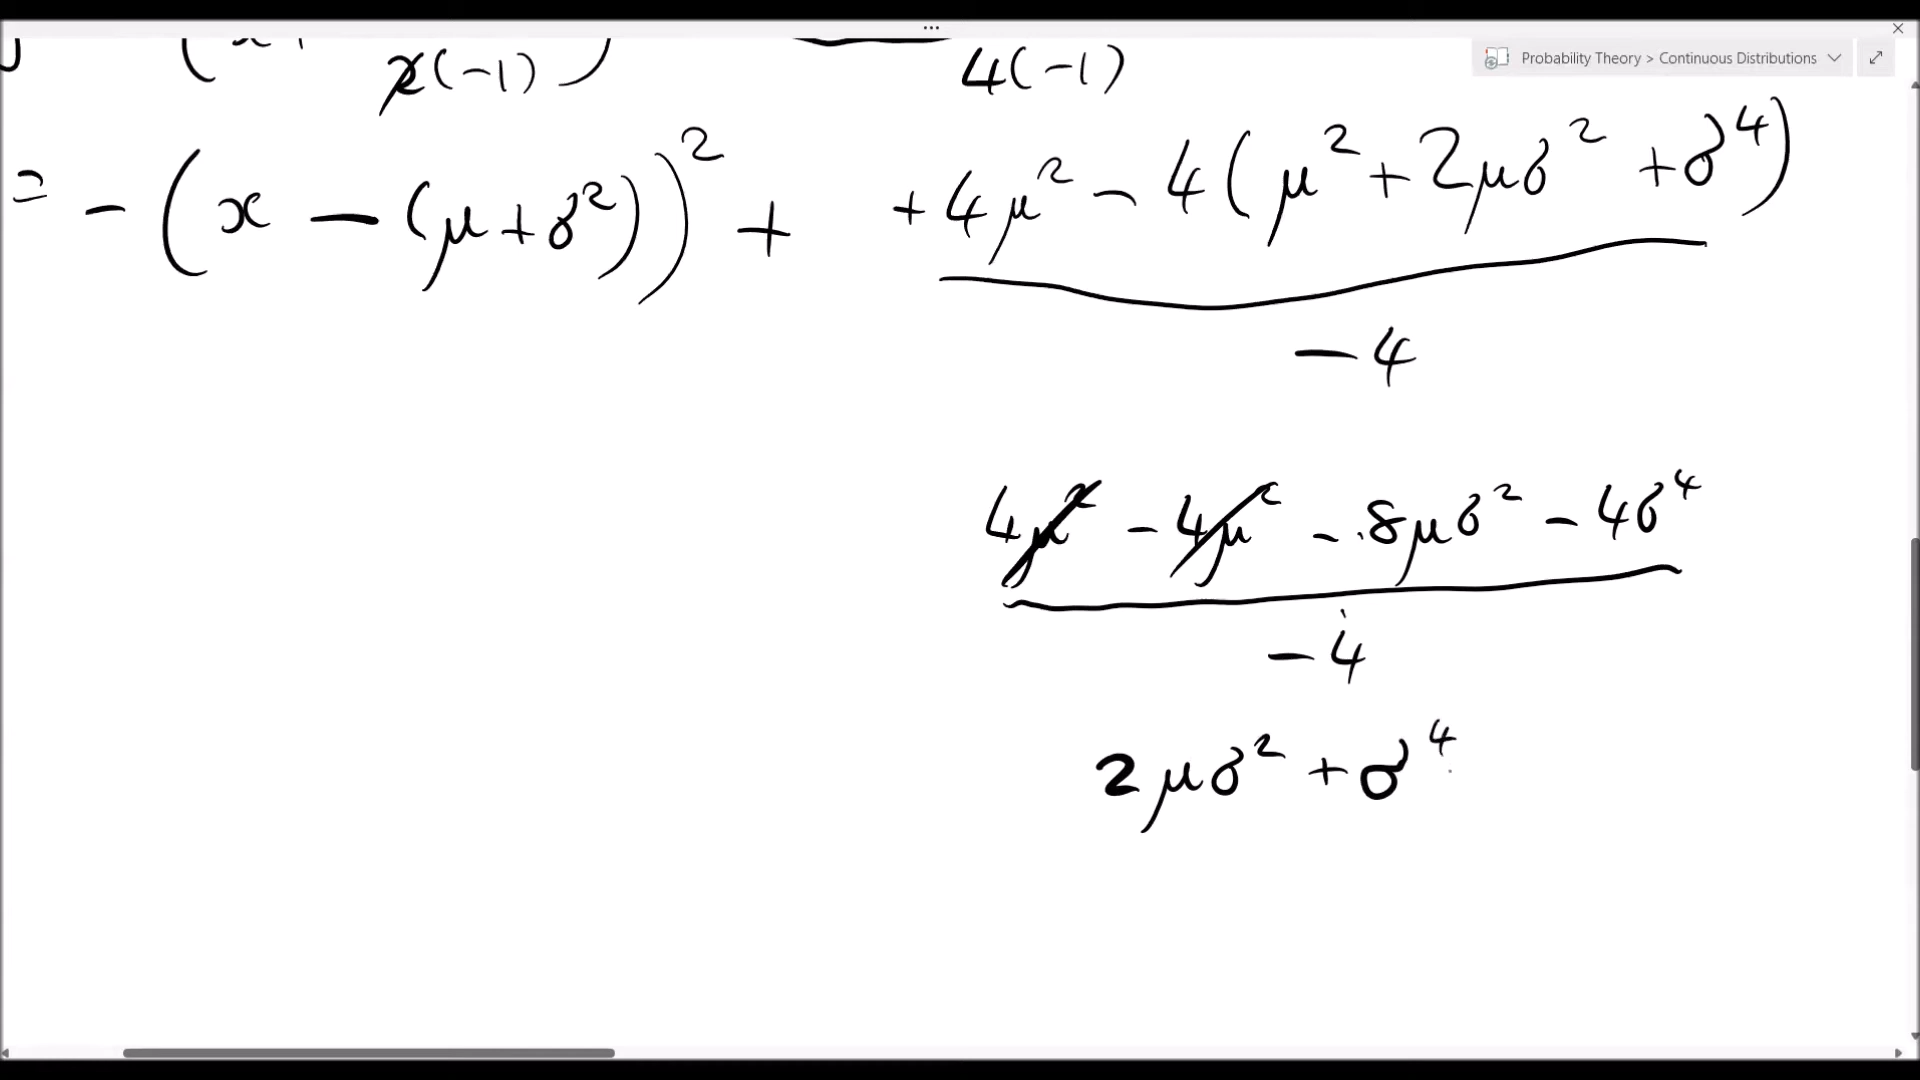 Probability Theory > Continuous Distributions
2(-1)
4(-1)
= - (x - (μ+σ²))² + +4μ² - 4(μ² + 2μσ² + σ⁴)
-4
4μ² - 4μ² - 8μσ² - 4σ⁴
-4
2μσ² + σ⁴